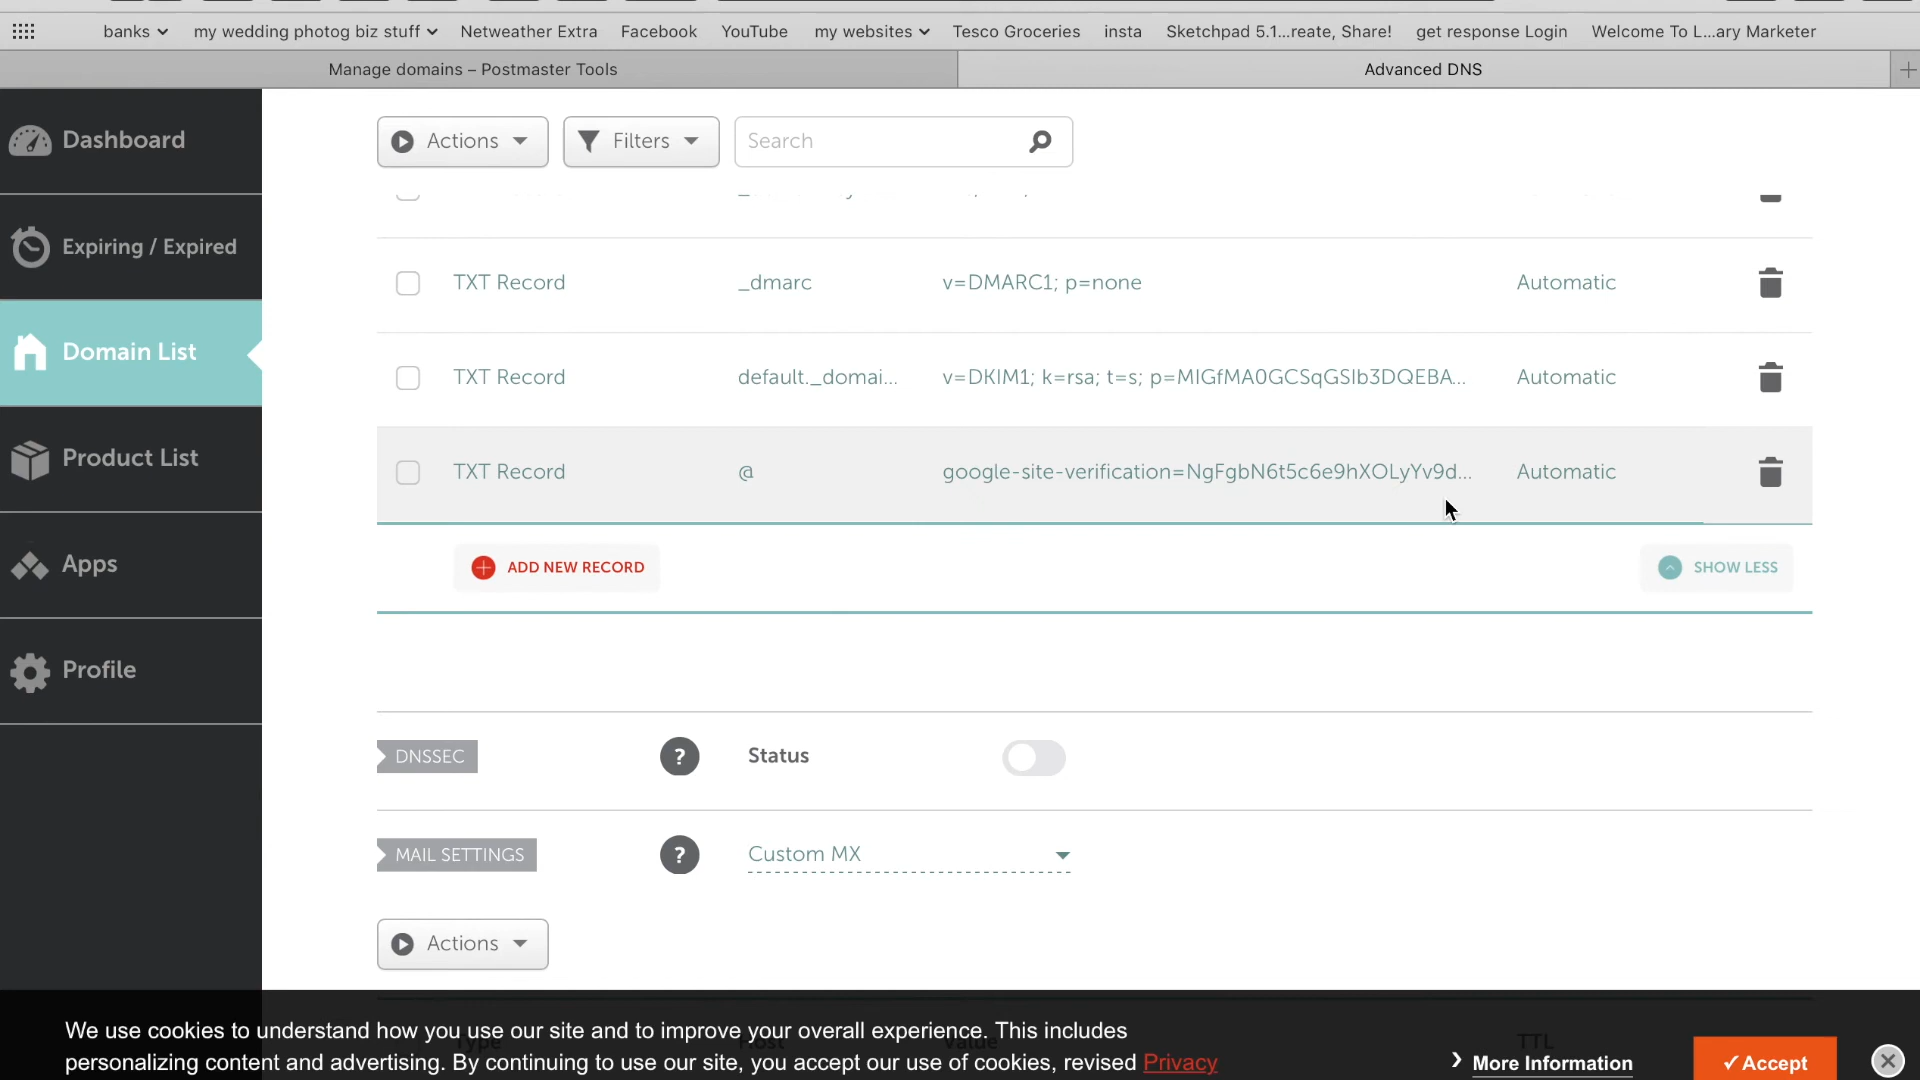 banks
my wedding photog biz stuff
Netweather Extra
Facebook
YouTube
my websites
Tesco Groceries
insta
Sketchpad 5.1...reate, Share!
get response Login
Welcome To L...ary Marketer
Manage domains – Postmaster Tools
Advanced DNS
Dashboard
Expiring / Expired
Domain List
Product List
Apps
Profile
Actions
Filters
Search
TXT Record _dmarc v=DMARC1; p=none Automatic
TXT Record default._domai... v=DKIM1; k=rsa; t=s; p=MIGfMA0GCSqGSIb3DQEBA... Automatic
TXT Record @ google-site-verification=NgFgbN6t5c6e9hXOLyYv9d... Automatic
ADD NEW RECORD
SHOW LESS
DNSSEC ? Status
MAIL SETTINGS ? Custom MX
Actions
Type Host Value TTL
We use cookies to understand how you use our site and to improve your overall experience. This includes
personalizing content and advertising. By continuing to use our site, you accept our use of cookies, revised Privacy
More Information
✓Accept